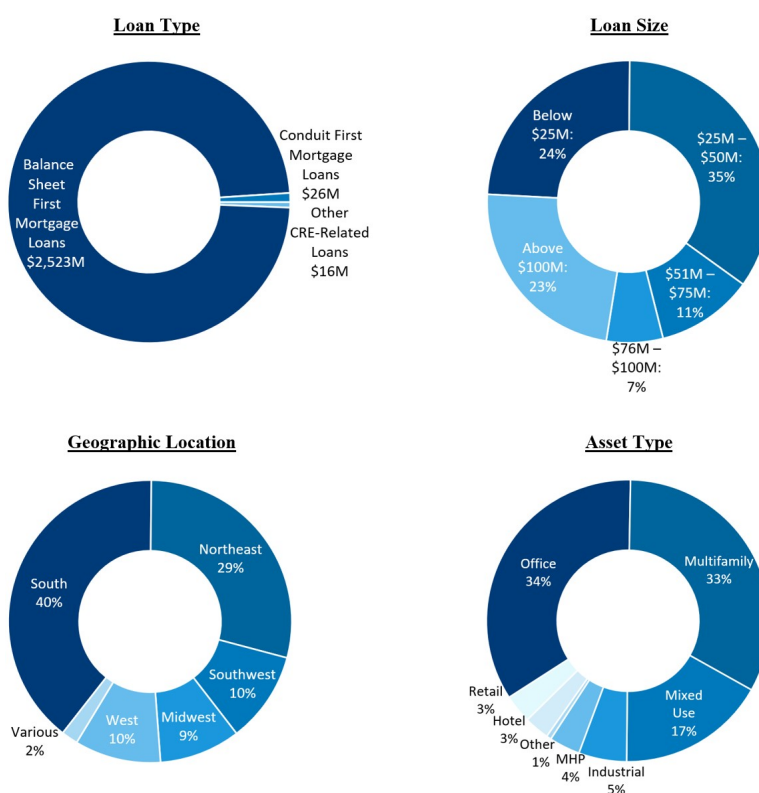 Loan Type
Balance
Sheet
First
Mortgage
Loans
$2,523M
Conduit First
Mortgage
Loans
$26M
Other
CRE-Related
Loans
$16M
Loan Size
Below
$25M:
24%
$25M –
$50M:
35%
Above
$100M:
23%
$51M –
$75M:
11%
$76M –
$100M:
7%
Geographic Location
South
40%
Northeast
29%
Southwest
10%
Midwest
9%
West
10%
Various
2%
Asset Type
Office
34%
Multifamily
33%
Mixed
Use
17%
Industrial
5%
MHP
4%
Other
1%
Hotel
3%
Retail
3%